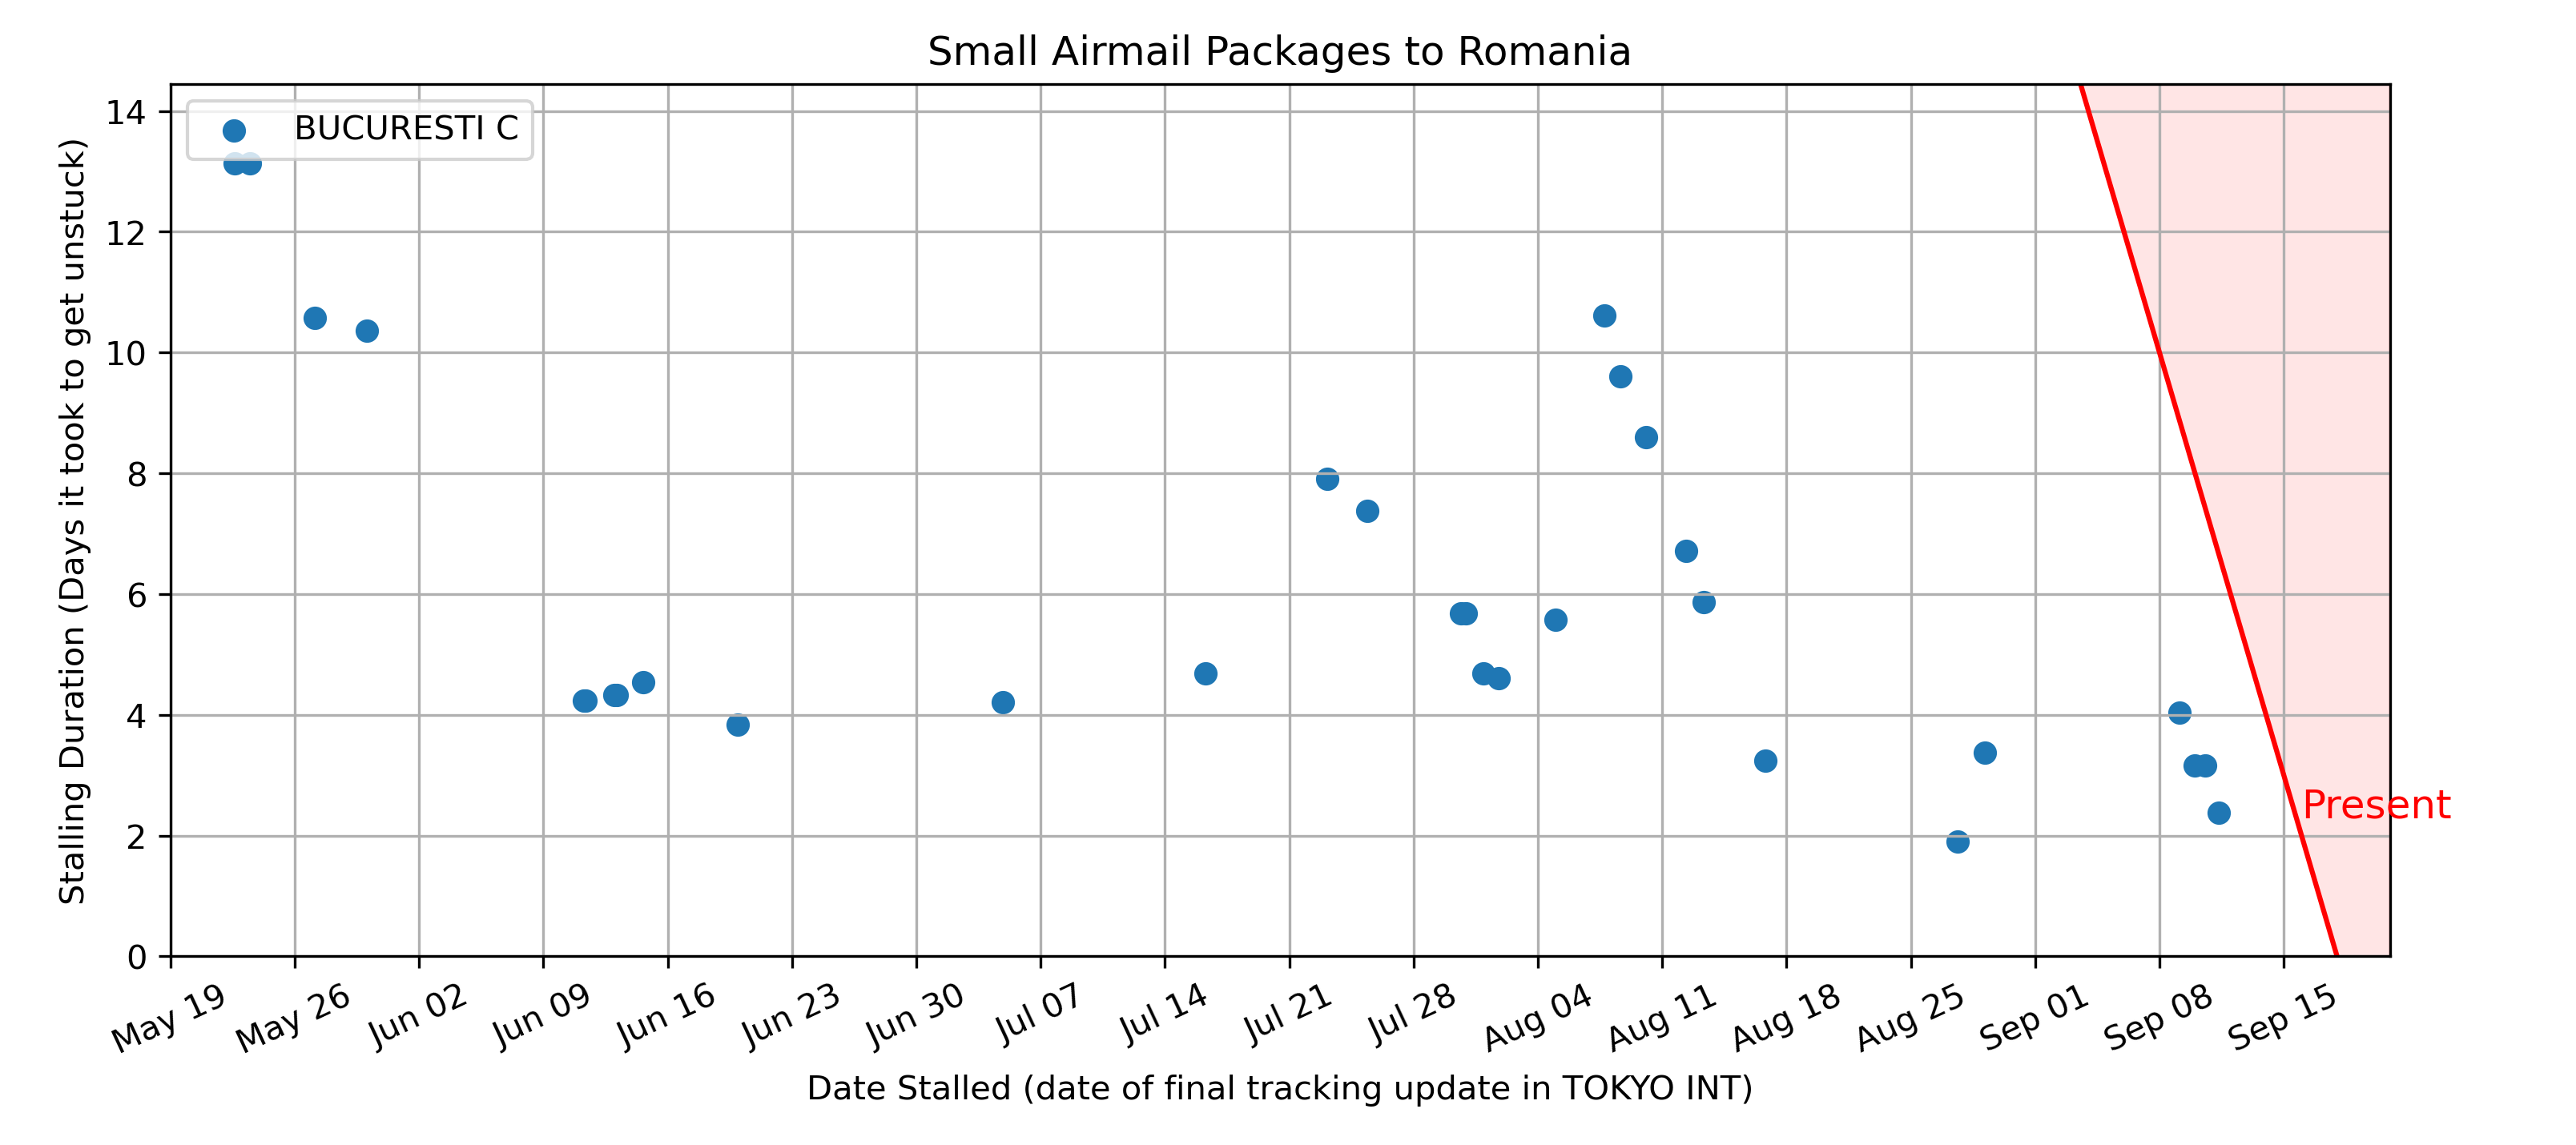 Small Airmail Packages to Romania
BUCURESTI C
Stalling Duration (Days it took to get unstuck)
14
12
10
8
6
4
2
0
Present
May 19
May 26
Jun 02
Jun 09
Jun 16
Jun 23
Jun 30
Jul 07
Jul 14
Jul 21
Jul 28
Aug 04
Aug 11
Aug 18
Aug 25
Sep 01
Sep 08
Sep 15
Date Stalled (date of final tracking update in TOKYO INT)